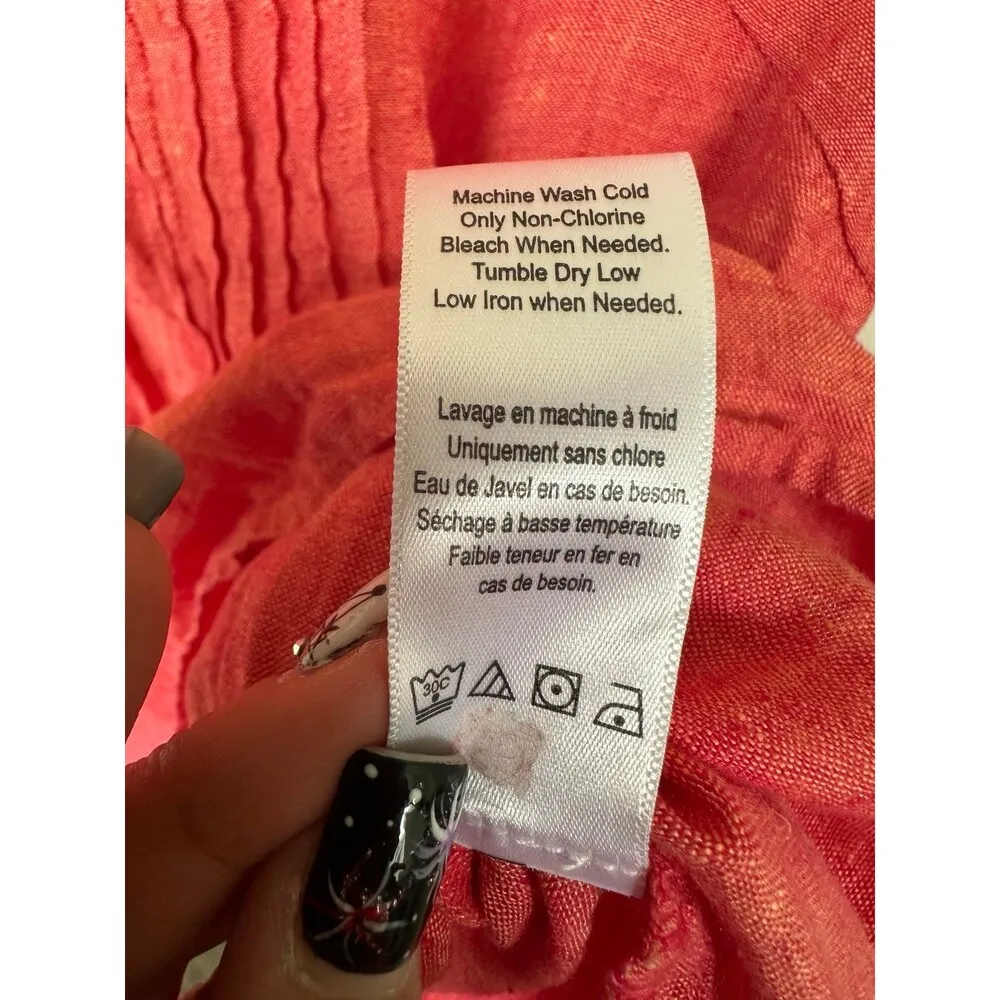 Machine Wash Cold
Only Non-Chlorine
Bleach When Needed.
Tumble Dry Low
Low Iron when Needed.
Lavage en machine à froid
Uniquement sans chlore
Eau de Javel en cas de besoin.
Séchage à basse température
Faible teneur en fer en
cas de besoin.
30C